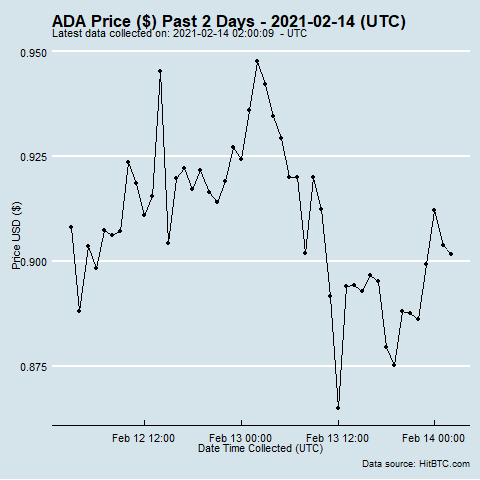 ADA Price ($) Past 2 Days - 2021-02-14 (UTC)
Latest data collected on: 2021-02-14 02:00:09  - UTC
0.950
0.925
0.900
0.875
Price USD ($)
Feb 12 12:00 Feb 13 00:00 Feb 13 12:00 Feb 14 00:00
Date Time Collected (UTC)
Data source: HitBTC.com